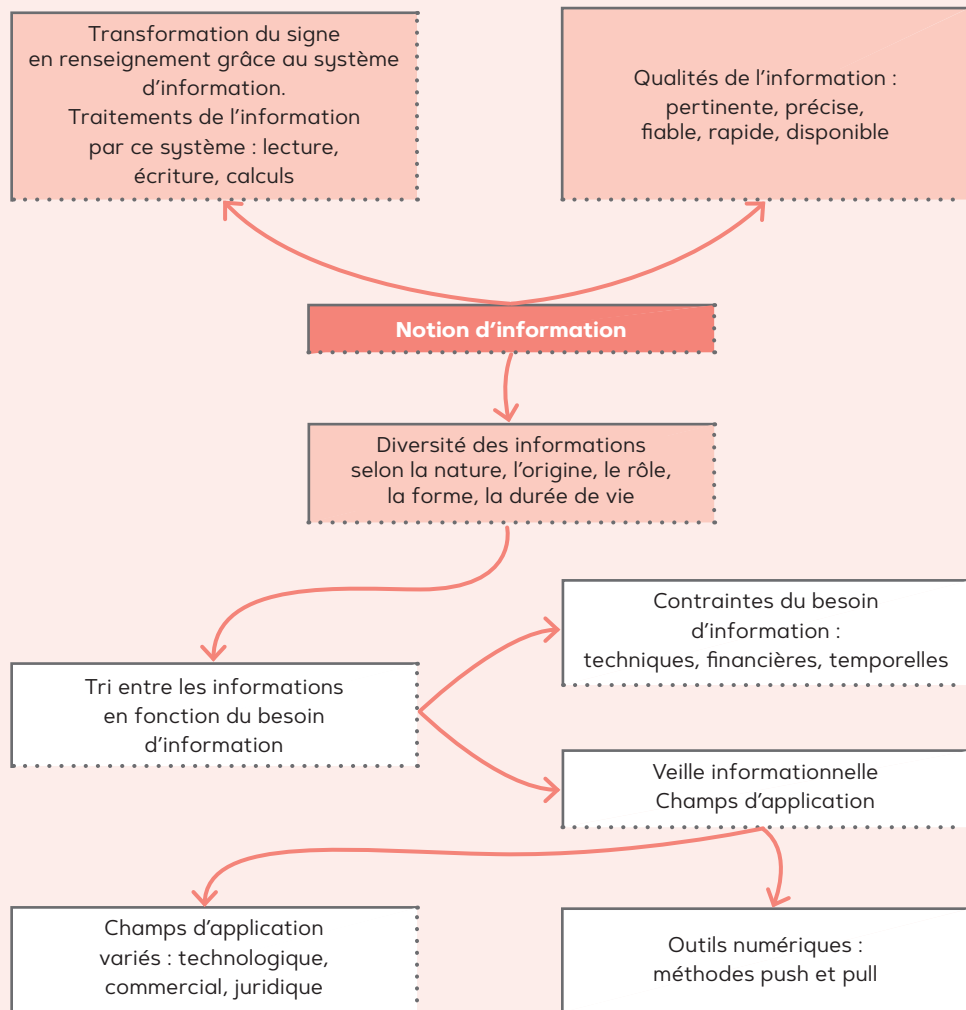 Transformation du signe
en renseignement grâce au système
d'information.
Traitements de l'information
par ce système : lecture,
écriture, calculs
Qualités de l'information :
pertinente, précise,
fiable, rapide, disponible
Notion d'information
Diversité des informations
selon la nature, l'origine, le rôle,
la forme, la durée de vie
Contraintes du besoin
d'information :
techniques, financières, temporelles
Tri entre les informations
en fonction du besoin
d'information
Veille informationnelle
Champs d'application
Champs d'application
variés : technologique,
commercial, juridique
Outils numériques :
méthodes push et pull